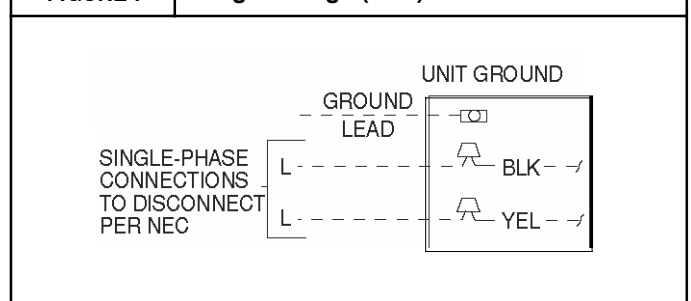 UNIT GROUND
GROUND
LEAD
SINGLE-PHASE
CONNECTIONS
TO DISCONNECT
PER NEC
L
BLK
L
YEL